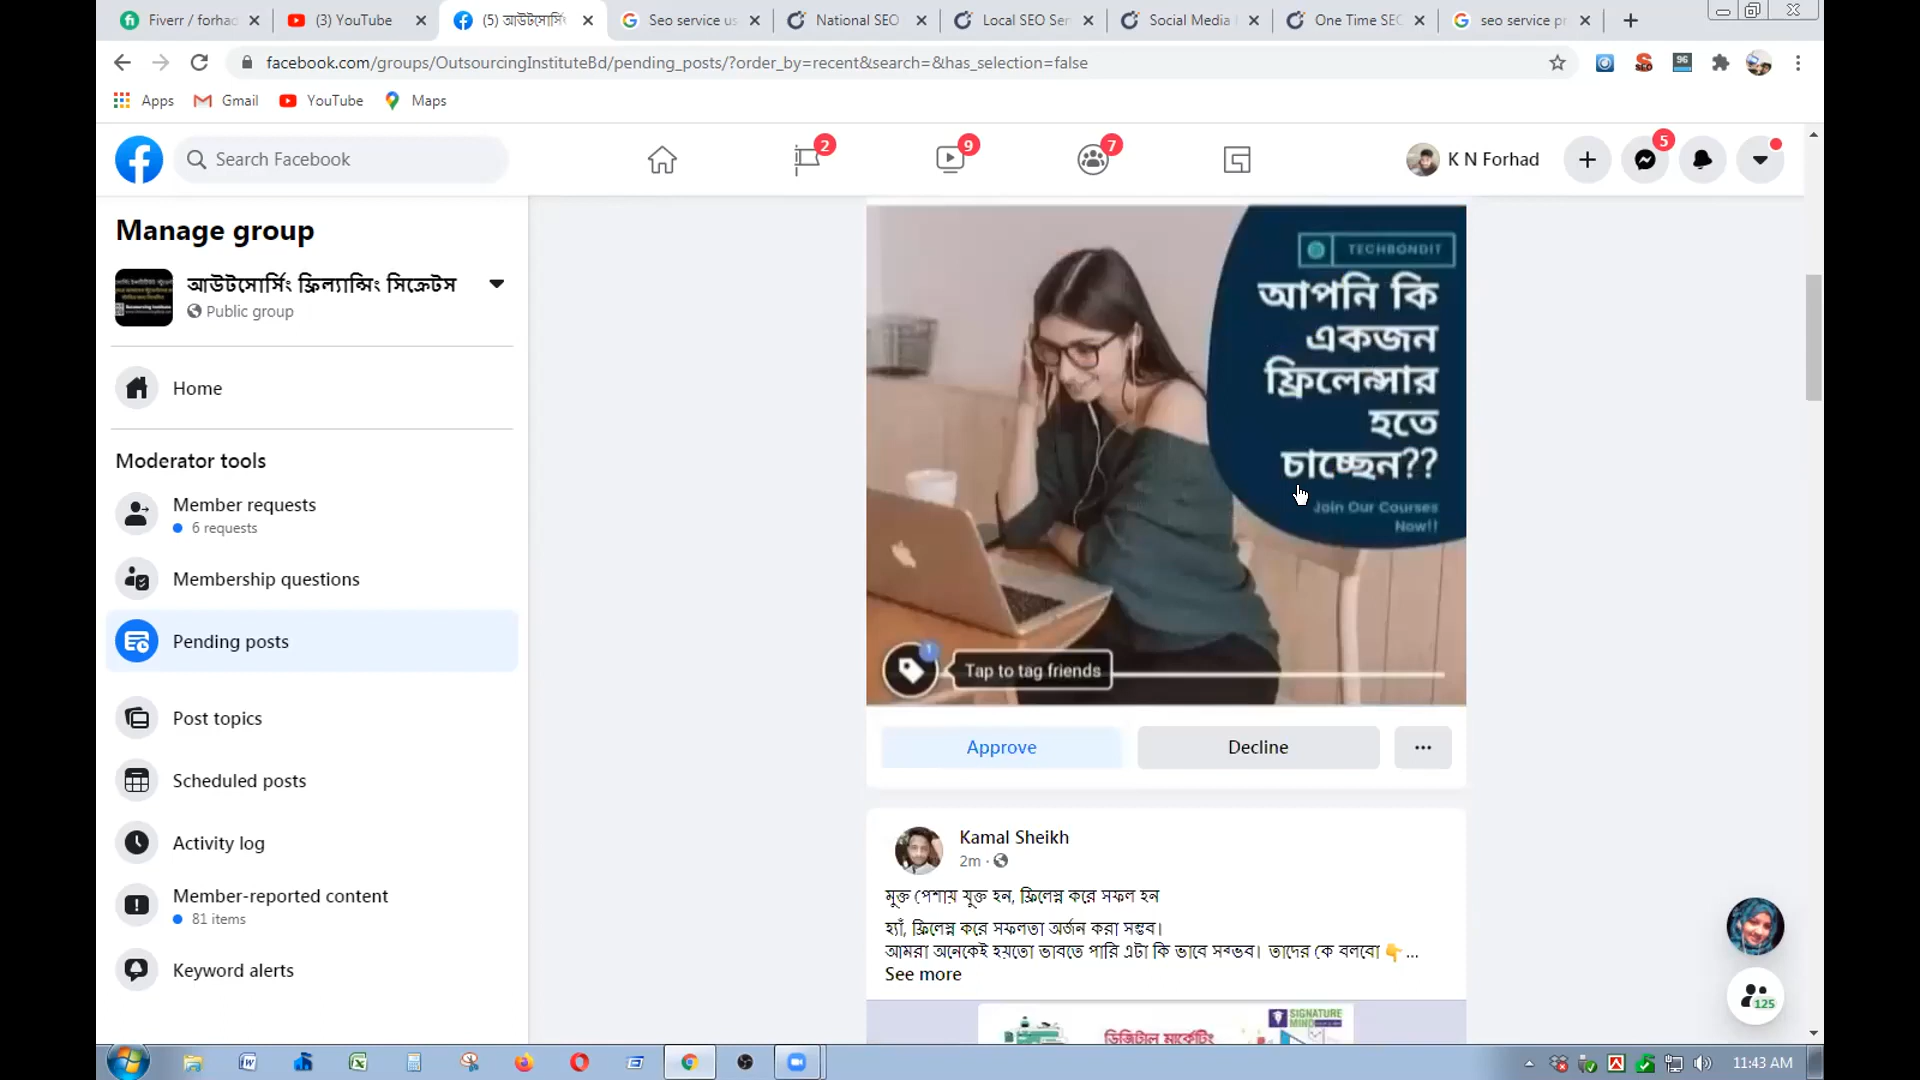 Fiverr / forhad
(3) YouTube
(5) আউটসোর্সিং
Seo service us
National SEO
Local SEO Ser
Social Media
One Time SEO
seo service pr
facebook.com/groups/OutsourcingInstituteBd/pending_posts/?order_by=recent&search=&has_selection=false
96
Apps
Gmail
YouTube
Maps
Search Facebook
2
9
7
K N Forhad
5
Manage group
আউটসোর্সিং ফ্রিল্যান্সিং সিক্রেটস
Public group
Home
Moderator tools
Member requests
6 requests
Membership questions
Pending posts
Post topics
Scheduled posts
Activity log
Member-reported content
81 items
Keyword alerts
TECHBONDIT
আপনি কি
একজন
ফ্রিলেন্সার
হতে
চাচ্ছেন??
Join Our Courses
Now!!
1
Tap to tag friends
Approve
Decline
Kamal Sheikh
2m
মুক্ত পেশায় যুক্ত হন, ফ্রিলেন্স করে সফল হন
হ্যাঁ, ফ্রিলেন্স করে সফলতা অর্জন করা সম্ভব।
আমরা অনেকেই হয়তো ভাবতে পারি এটা কি ভাবে সম্ভব। তাদের কে বলবো 👉 ...
See more
SIGNATURE
MIND
ডিজিটাল মার্কেটিং
125
11:43 AM